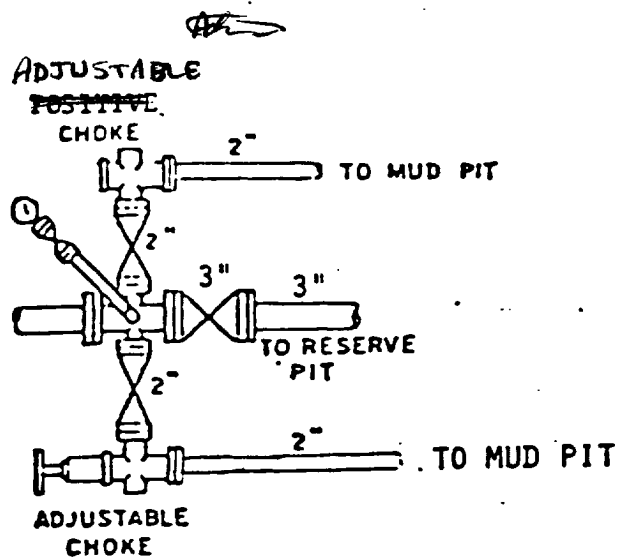 ADJUSTABLE
POSITIVE
CHOKE
2"
TO MUD PIT
2"
3"
3"
TO RESERVE
PIT
2"
2"
TO MUD PIT
ADJUSTABLE
CHOKE